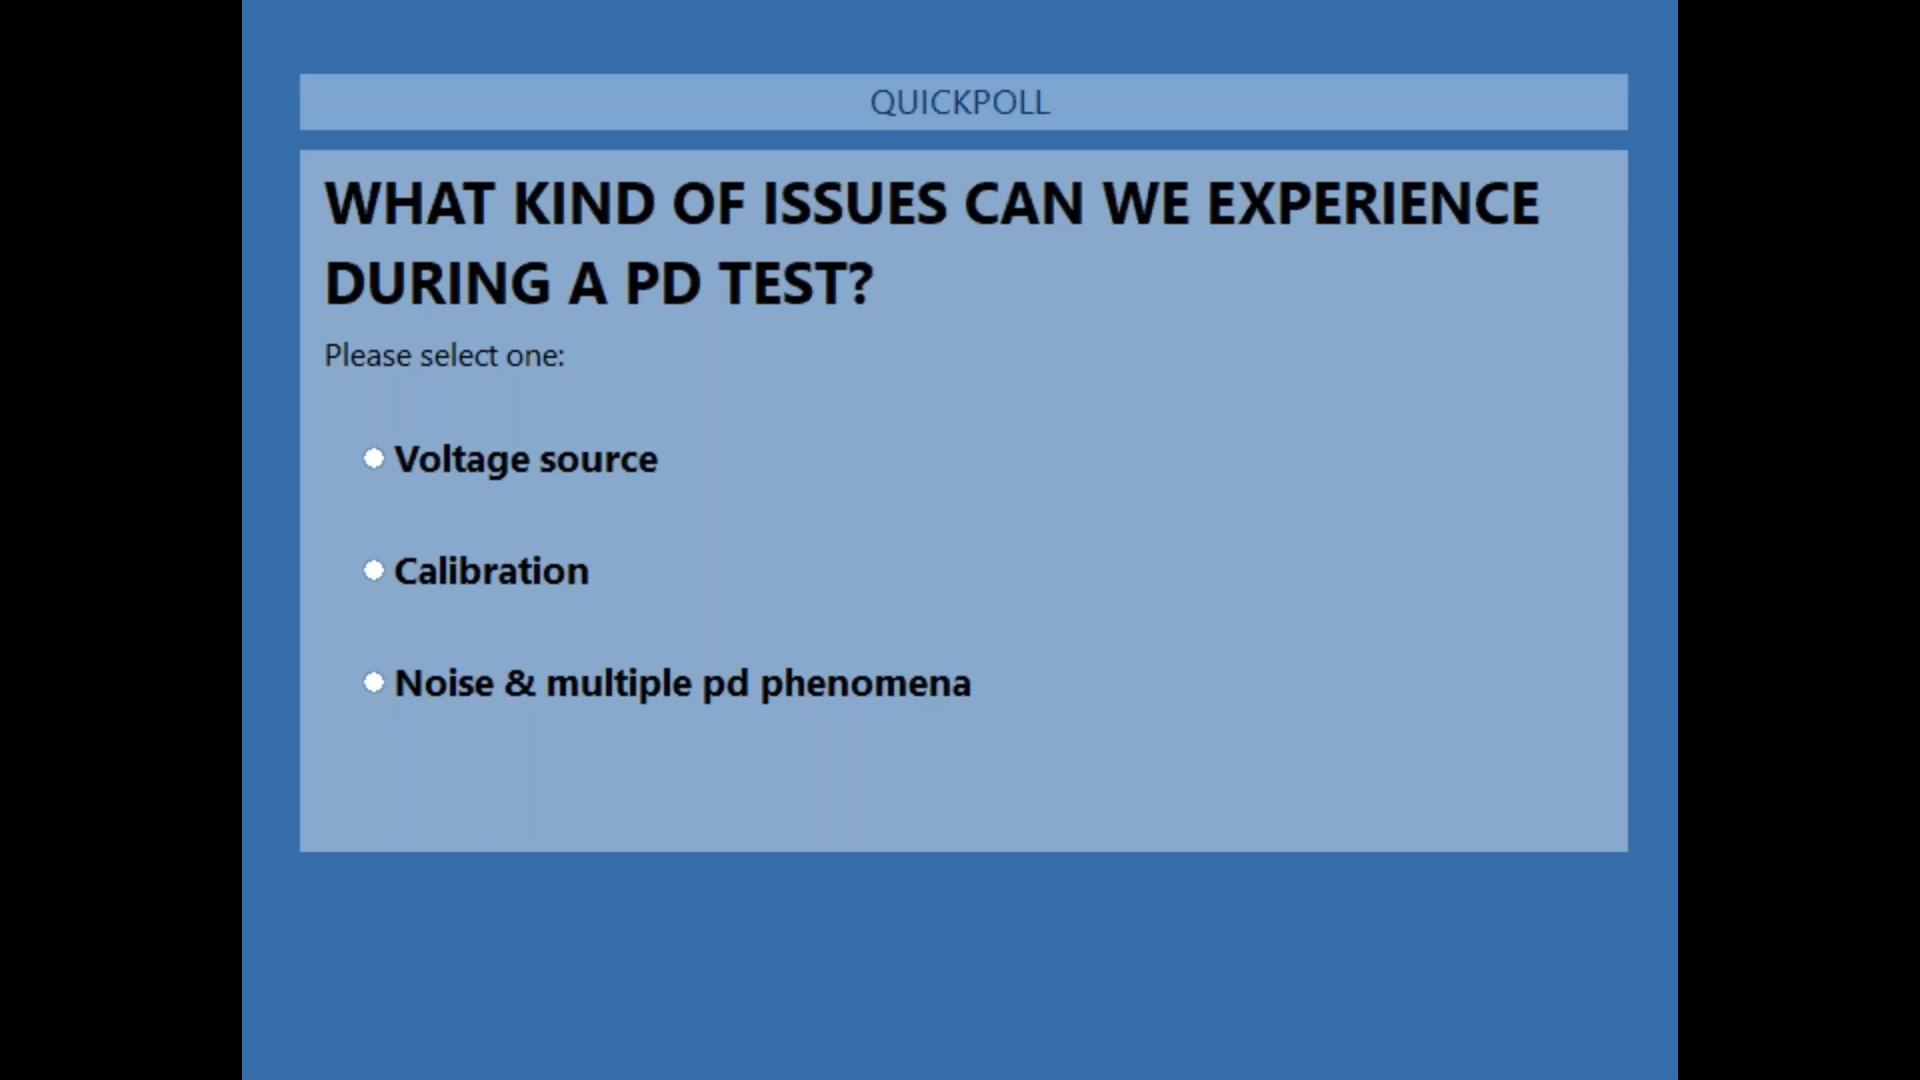 QUICKPOLL
WHAT KIND OF ISSUES CAN WE EXPERIENCE
DURING A PD TEST?
Please select one:
Voltage source
Calibration
Noise & multiple pd phenomena